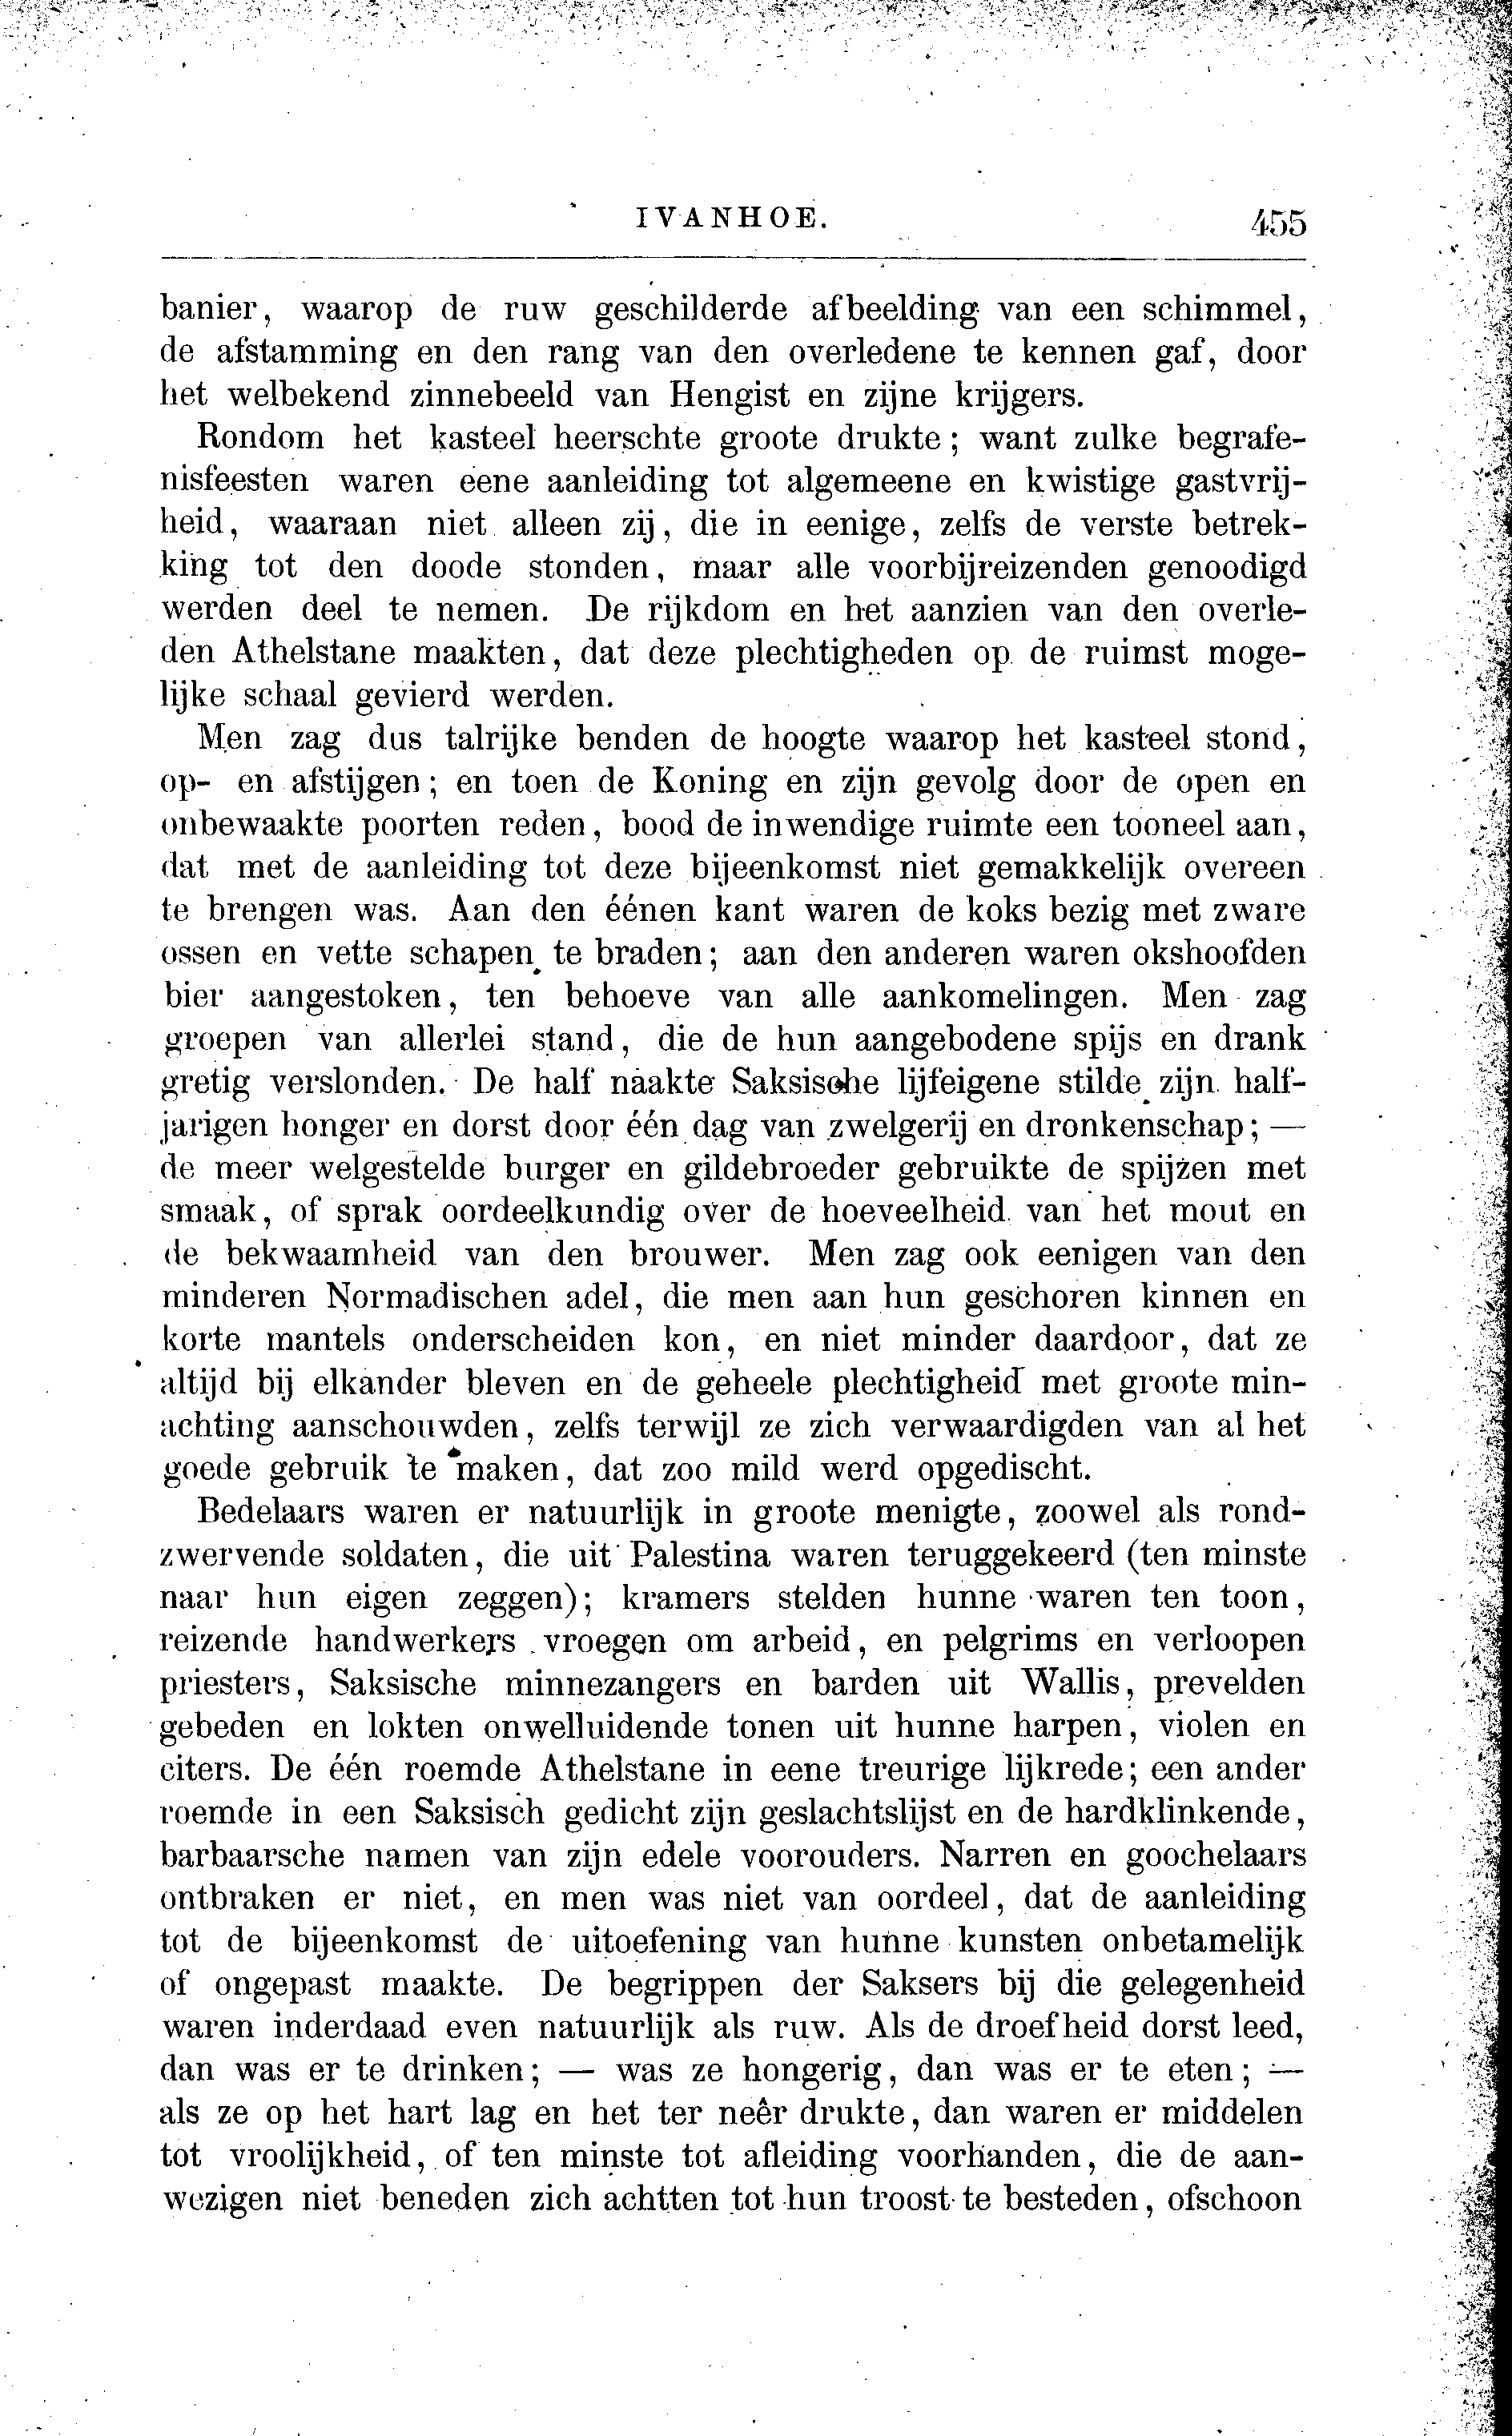 IVANHOE. 455
banier, waarop de ruw geschilderde afbeelding van een schimmel,
de afstamming en den rang van den overledene te kennen gaf, door
het welbekend zinnebeeld van Hengist en zijne krijgers.
Rondom het kasteel heerschte groote drukte; want zulke begrafe-
nisfeesten waren eene aanleiding tot algemeene en kwistige gastvrij-
heid, waaraan niet alleen zij, die in eenige, zelfs de verste betrek-
king tot den doode stonden, maar alle voorbijreizenden genoodigd
werden deel te nemen. De rijkdom en het aanzien van den overle-
den Athelstane maakten, dat deze plechtigheden op de ruimst moge-
lijke schaal gevierd werden.
Men zag dus talrijke benden de hoogte waarop het kasteel stond,
op- en afstijgen; en toen de Koning en zijn gevolg door de open en
onbewaakte poorten reden, bood de inwendige ruimte een tooneel aan,
dat met de aanleiding tot deze bijeenkomst niet gemakkelijk overeen
te brengen was. Aan den éénen kant waren de koks bezig met zware
ossen en vette schapen te braden; aan den anderen waren okshoofden
bier aangestoken, ten behoeve van alle aankomelingen. Men zag
groepen van allerlei stand, die de hun aangebodene spijs en drank
gretig verslonden. De half naakte Saksische lijfeigene stilde zijn half-
jarigen honger en dorst door één dag van zwelgerij en dronkenschap; —
de meer welgestelde burger en gildebroeder gebruikte de spijzen met
smaak, of sprak oordeelkundig over de hoeveelheid van het mout en
de bekwaamheid van den brouwer. Men zag ook eenigen van den
minderen Normadischen adel, die men aan hun geschoren kinnen en
korte mantels onderscheiden kon, en niet minder daardoor, dat ze
altijd bij elkander bleven en de geheele plechtigheid met groote min-
achting aanschouwden, zelfs terwijl ze zich verwaardigden van al het
goede gebruik te maken, dat zoo mild werd opgedischt.
Bedelaars waren er natuurlijk in groote menigte, zoowel als rond-
zwervende soldaten, die uit Palestina waren teruggekeerd (ten minste
naar hun eigen zeggen); kramers stelden hunne waren ten toon,
reizende handwerkers vroegen om arbeid, en pelgrims en verloopen
priesters, Saksische minnezangers en barden uit Wallis, prevelden
gebeden en lokten onwelluidende tonen uit hunne harpen, violen en
citers. De één roemde Athelstane in eene treurige lijkrede; een ander
roemde in een Saksisch gedicht zijn geslachtslijst en de hardklinkende,
barbaarsche namen van zijn edele voorouders. Narren en goochelaars
ontbraken er niet, en men was niet van oordeel, dat de aanleiding
tot de bijeenkomst de uitoefening van hunne kunsten onbetamelijk
of ongepast maakte. De begrippen der Saksers bij die gelegenheid
waren inderdaad even natuurlijk als ruw. Als de droefheid dorst leed,
dan was er te drinken; — was ze hongerig, dan was er te eten; —
als ze op het hart lag en het ter neêr drukte, dan waren er middelen
tot vroolijkheid, of ten minste tot afleiding voorhanden, die de aan-
wezigen niet beneden zich achtten tot hun troost te besteden, ofschoon